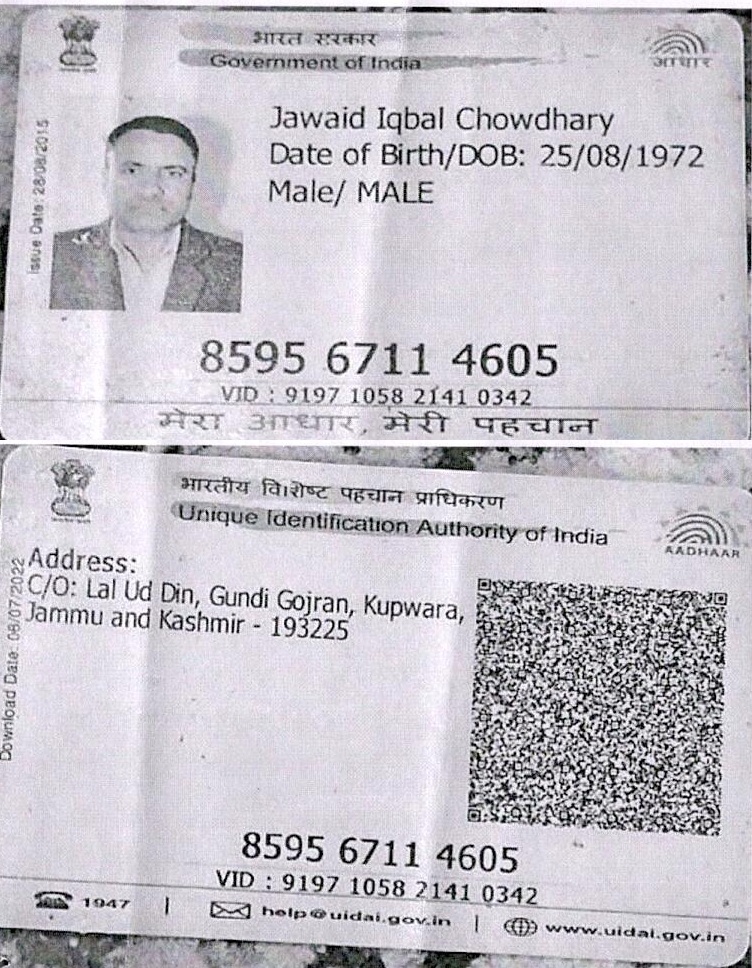 भारत सरकार
Government of India
आधार
Issue Date: 28/08/2015
Jawaid Iqbal Chowdhary
Date of Birth/DOB: 25/08/1972
Male/ MALE
8595 6711 4605
VID : 9197 1058 2141 0342
मेरा आधार, मेरी पहचान
भारतीय विशिष्ट पहचान प्राधिकरण
Unique Identification Authority of India
AADHAAR
Address:
C/O: Lal Ud Din, Gundi Gojran, Kupwara,
Jammu and Kashmir - 193225
Download Date: 08/07/2022
8595 6711 4605
VID : 9197 1058 2141 0342
1947 | help@uidai.gov.in | www.uidai.gov.in